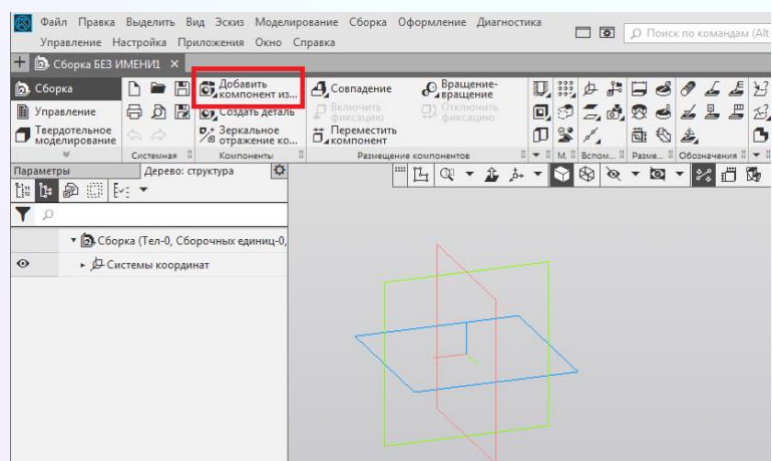 Файл Правка Выделить Вид Эскиз Моделирование Сборка Оформление Диагностика
Управление Настройка Приложения Окно Справка
Поиск по командам (Alt-
Сборка БЕЗ ИМЕНИ1
Сборка
Управление
Твердотельное
моделирование
Системная
Добавить
компонент из...
Создать деталь
Зеркальное
отражение ко...
Компоненты
Совпадение
Включить
фиксацию
Переместить
компонент
Вращение-
вращение
Отключить
фиксацию
Размещение компонентов
М.
Вспом...
Разме...
Обозначения
Параметры
Дерево: структура
Сборка (Тел-0, Сборочных единиц-0,
Системы координат